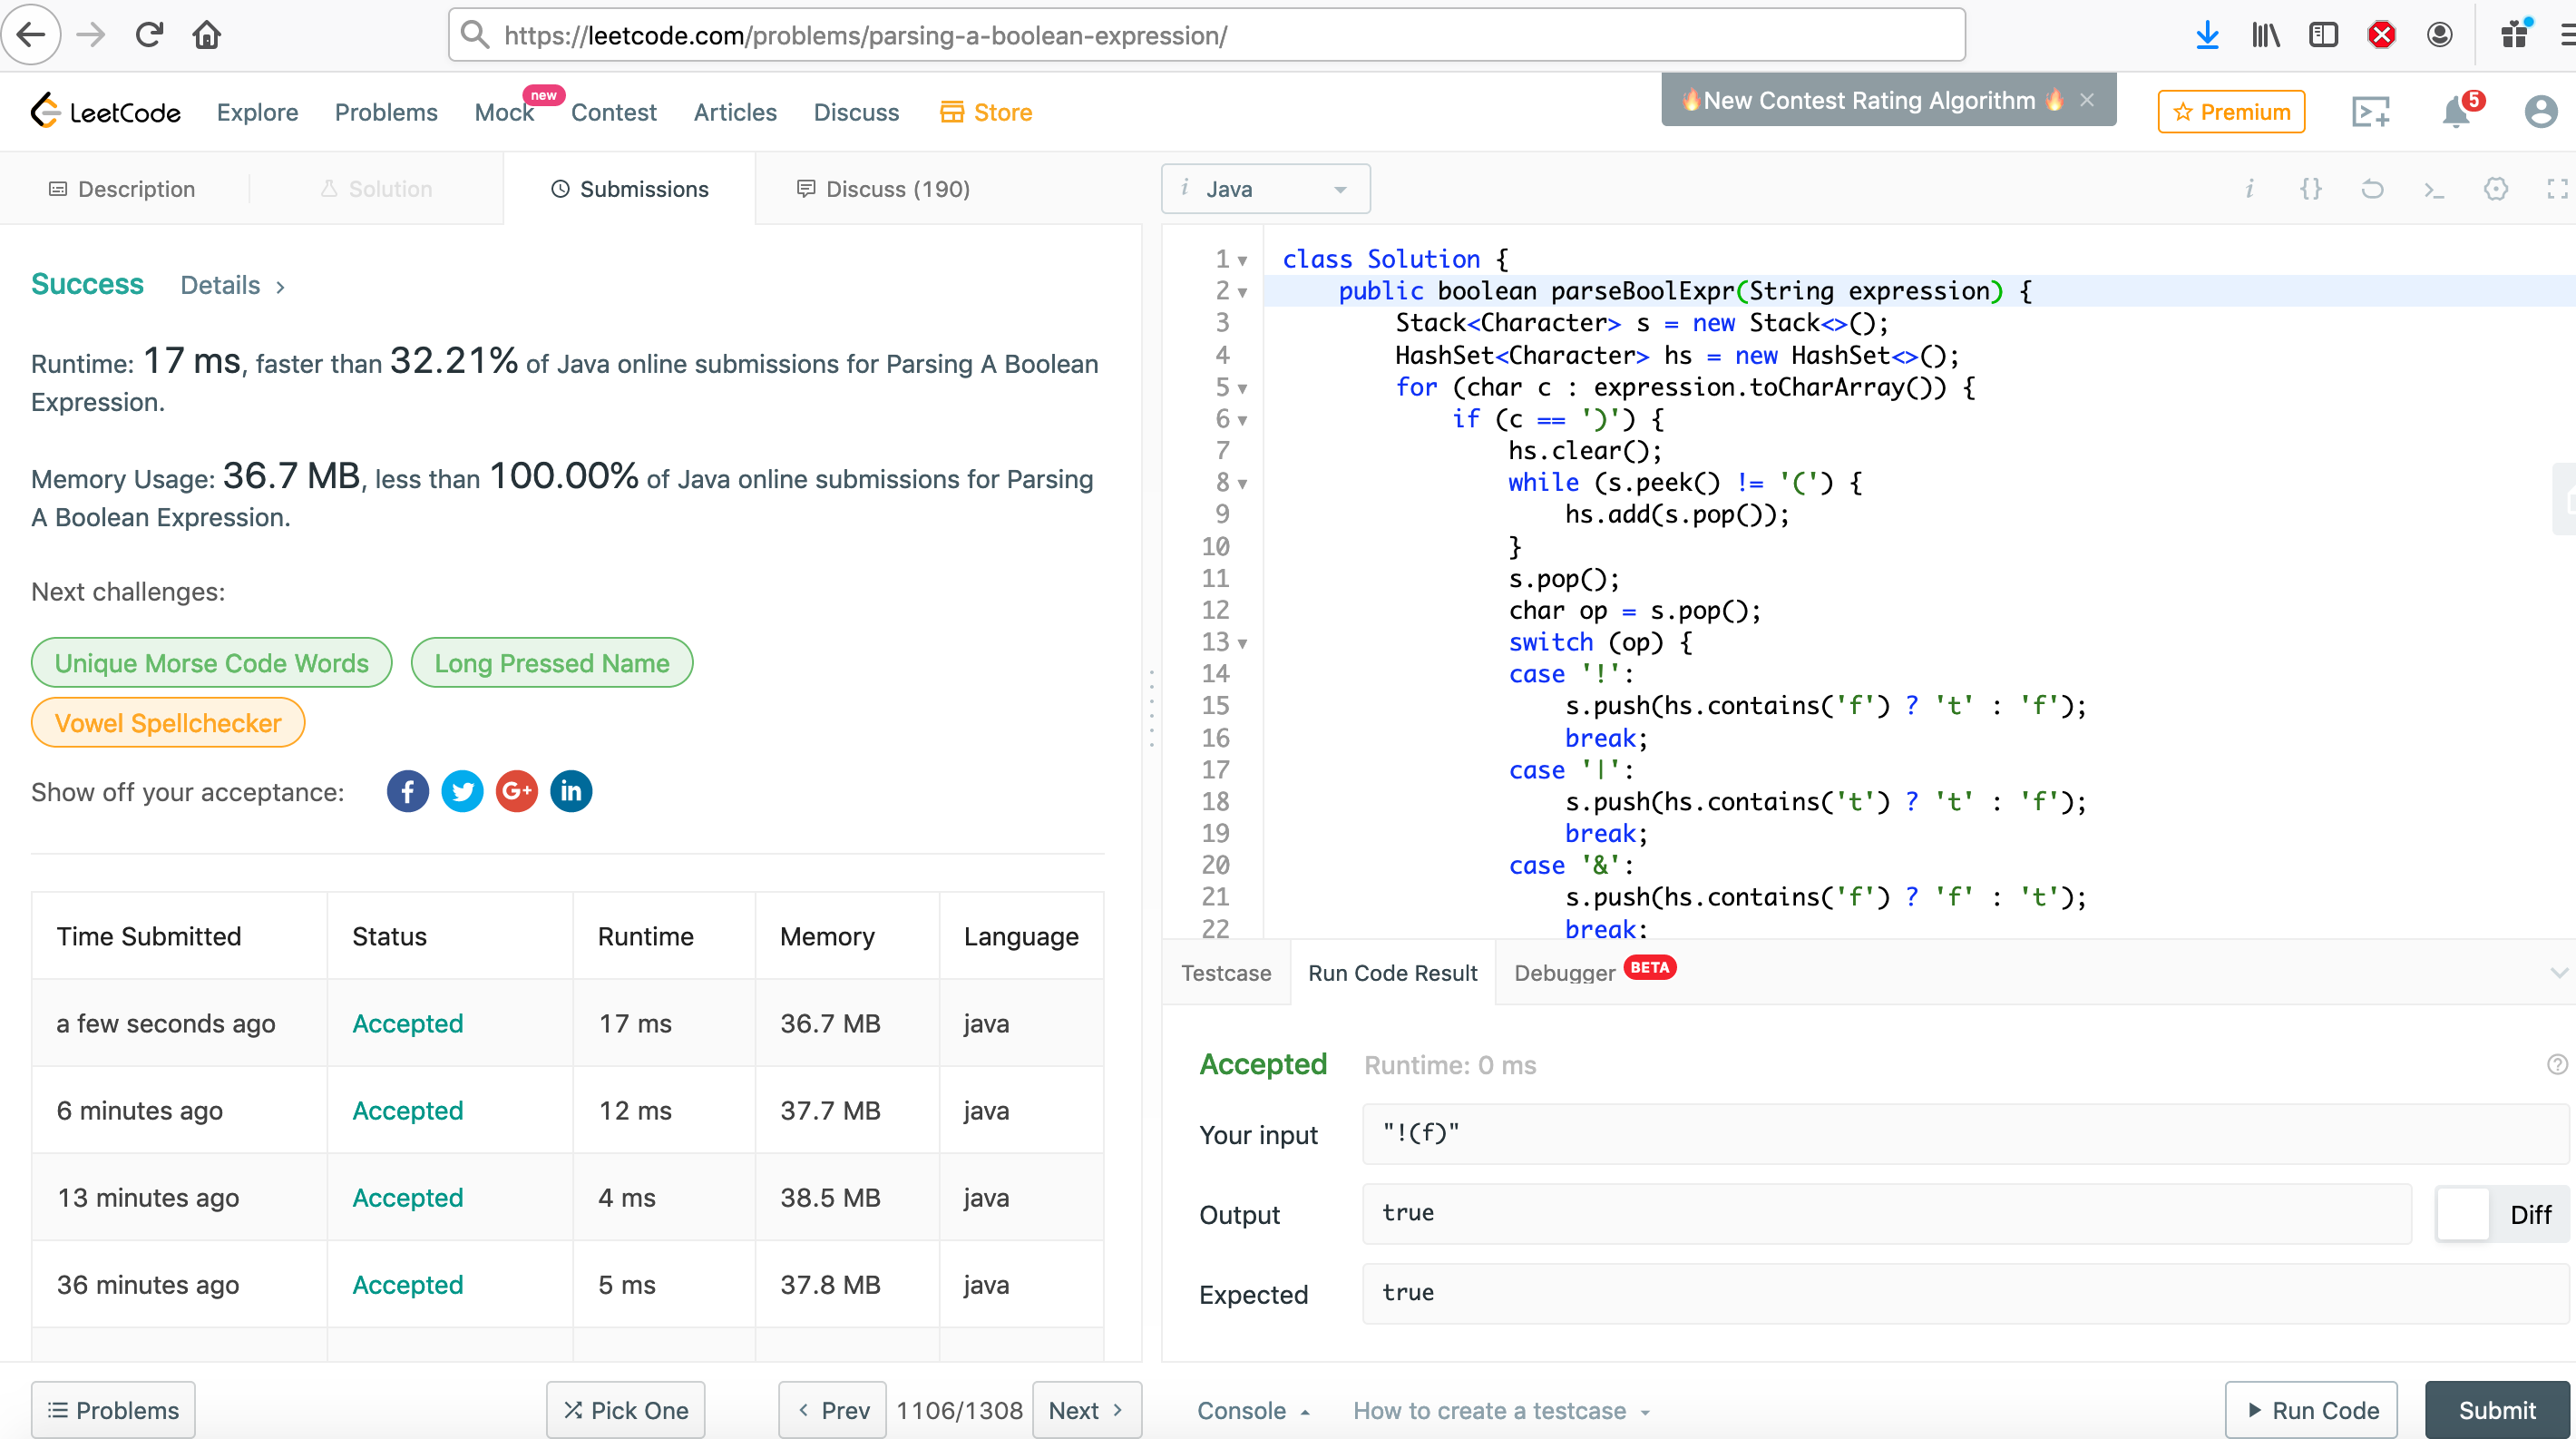 https://leetcode.com/problems/parsing-a-boolean-expression/
LeetCode Explore Problems Mock new Contest Articles Discuss Store
🔥New Contest Rating Algorithm 🔥 ×
Premium
5
Description Solution Submissions Discuss (190)
i Java
Success Details
Runtime: 17 ms, faster than 32.21% of Java online submissions for Parsing A Boolean
Expression.
Memory Usage: 36.7 MB, less than 100.00% of Java online submissions for Parsing
A Boolean Expression.
Next challenges:
Unique Morse Code Words Long Pressed Name
Vowel Spellchecker
Show off your acceptance: f G+ in
Time Submitted Status Runtime Memory Language
a few seconds ago Accepted 17 ms 36.7 MB java
6 minutes ago Accepted 12 ms 37.7 MB java
13 minutes ago Accepted 4 ms 38.5 MB java
36 minutes ago Accepted 5 ms 37.8 MB java
1 class Solution {
2 public boolean parseBoolExpr(String expression) {
3 Stack<Character> s = new Stack<>();
4 HashSet<Character> hs = new HashSet<>();
5 for (char c : expression.toCharArray()) {
6 if (c == ')') {
7 hs.clear();
8 while (s.peek() != '(') {
9 hs.add(s.pop());
10 }
11 s.pop();
12 char op = s.pop();
13 switch (op) {
14 case '!':
15 s.push(hs.contains('f') ? 't' : 'f');
16 break;
17 case '|':
18 s.push(hs.contains('t') ? 't' : 'f');
19 break;
20 case '&':
21 s.push(hs.contains('f') ? 'f' : 't');
22 break;
Testcase Run Code Result Debugger BETA
Accepted Runtime: 0 ms
Your input "!(f)"
Output true Diff
Expected true
Problems Pick One Prev 1106/1308 Next Console How to create a testcase Run Code Submit